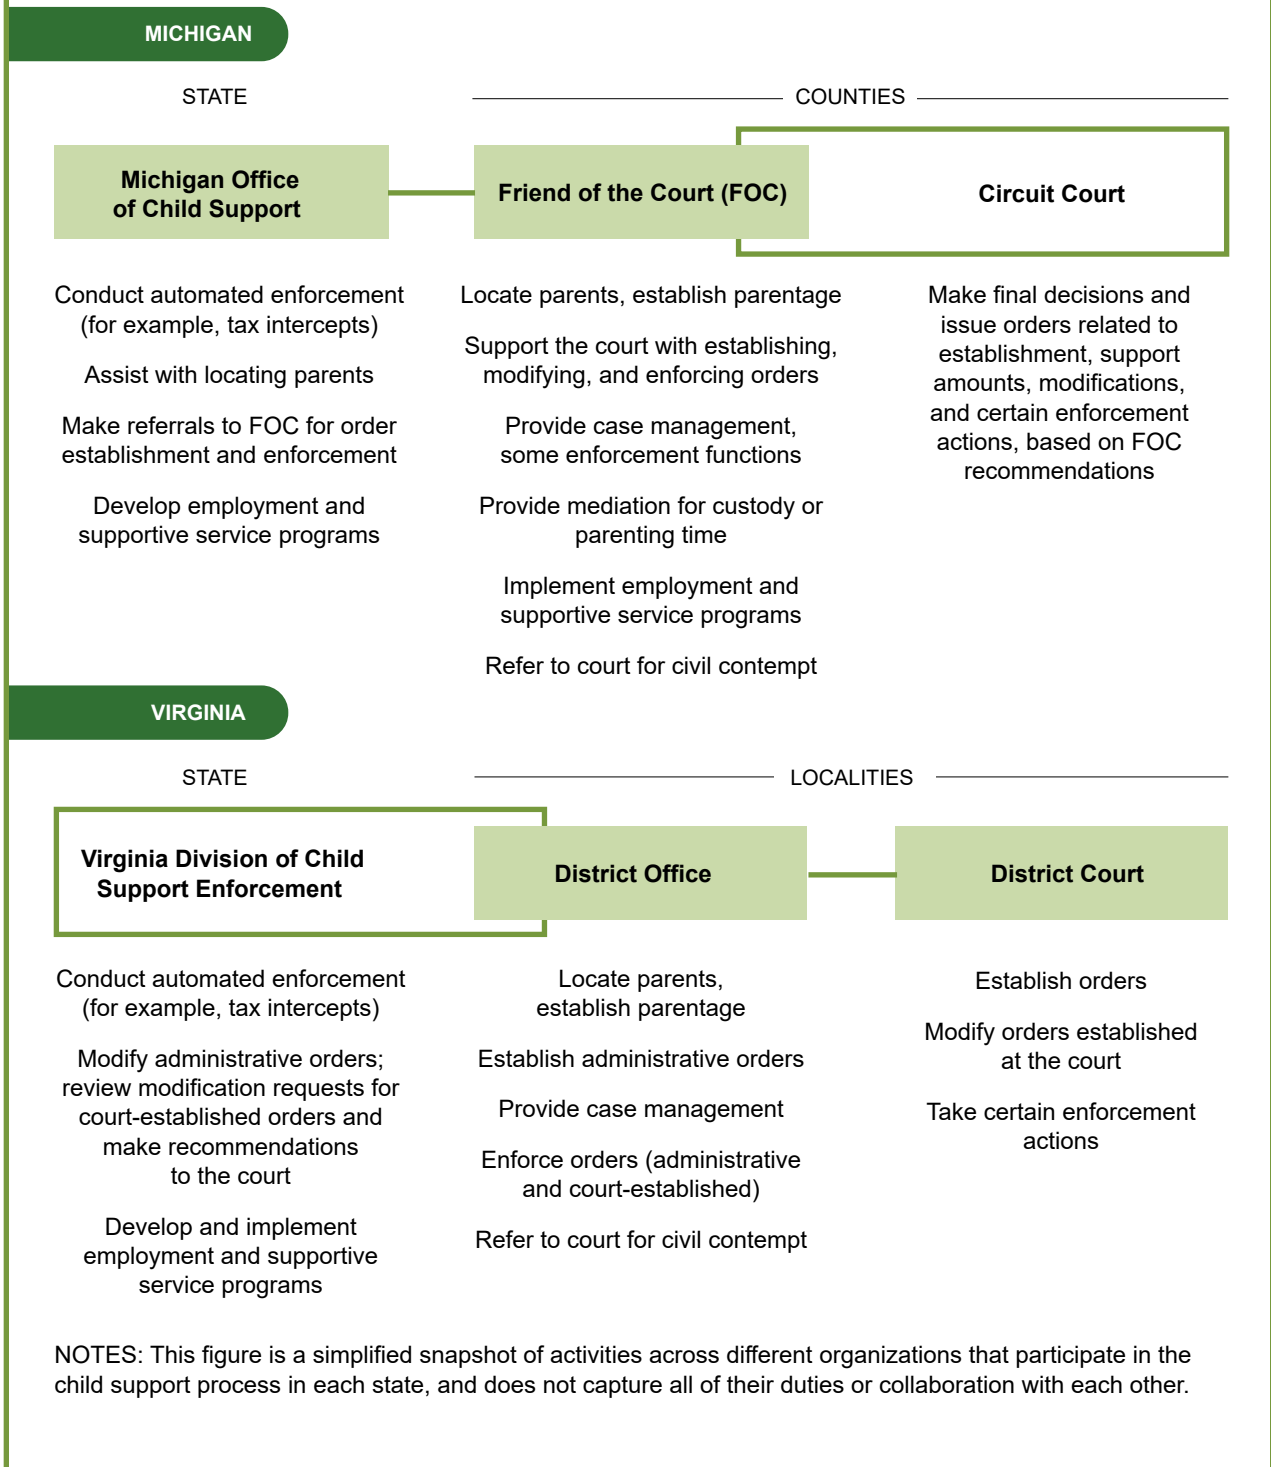 MICHIGAN
STATE
COUNTIES
Michigan Office
of Child Support
Friend of the Court (FOC)
Circuit Court
Conduct automated enforcement
(for example, tax intercepts)
Assist with locating parents
Make referrals to FOC for order
establishment and enforcement
Develop employment and
supportive service programs
Locate parents, establish parentage
Support the court with establishing,
modifying, and enforcing orders
Provide case management,
some enforcement functions
Provide mediation for custody or
parenting time
Implement employment and
supportive service programs
Refer to court for civil contempt
Make final decisions and
issue orders related to
establishment, support
amounts, modifications,
and certain enforcement
actions, based on FOC
recommendations
VIRGINIA
STATE
LOCALITIES
Virginia Division of Child
Support Enforcement
District Office
District Court
Conduct automated enforcement
(for example, tax intercepts)
Modify administrative orders;
review modification requests for
court-established orders and
make recommendations
to the court
Develop and implement
employment and supportive
service programs
Locate parents,
establish parentage
Establish administrative orders
Provide case management
Enforce orders (administrative
and court-established)
Refer to court for civil contempt
Establish orders
Modify orders established
at the court
Take certain enforcement
actions
NOTES: This figure is a simplified snapshot of activities across different organizations that participate in the
child support process in each state, and does not capture all of their duties or collaboration with each other.